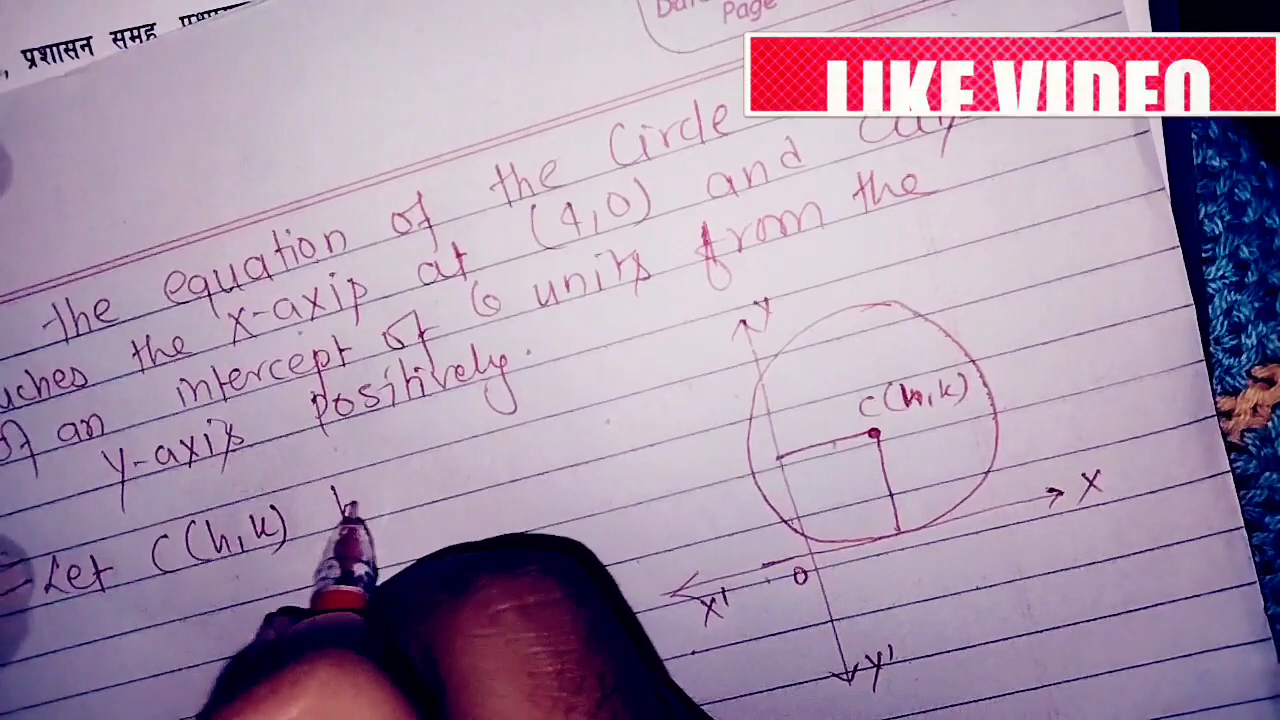 , प्रशासन समूह
Page
LIKE VIDEO
the equation of the Circle
uches the x-axis at (4,0) and cuts
of an intercept of 6 units from the
y-axis positively.
Let C(h,k)
Y
C(h,k)
X
O
X'
Y'